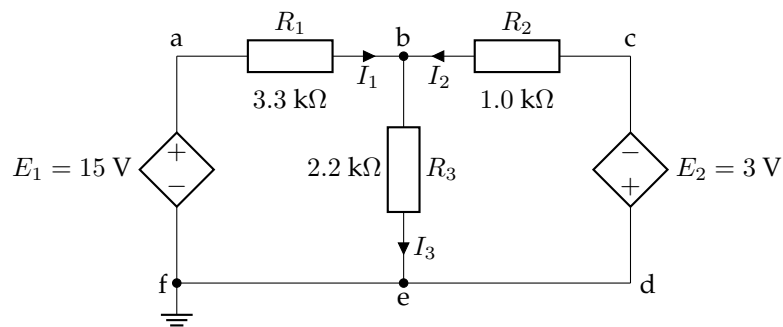 a R₁ b R₂ c
I₁ I₂
3.3 kΩ 1.0 kΩ
E₁ = 15 V + − 2.2 kΩ R₃ − + E₂ = 3 V
I₃
f e d